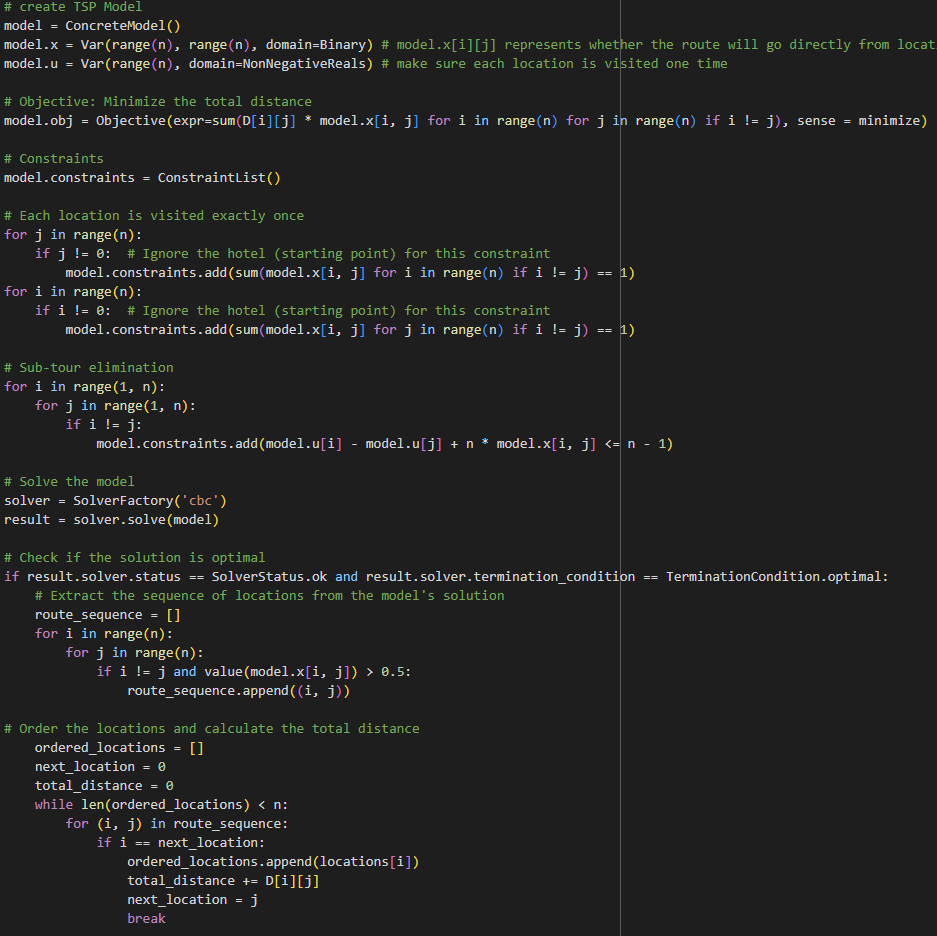 # create TSP Model
model = ConcreteModel()
model.x = Var(range(n), range(n), domain=Binary) # model.x[i][j] represents whether the route will go directly from locat
model.u = Var(range(n), domain=NonNegativeReals) # make sure each location is visited one time

# Objective: Minimize the total distance
model.obj = Objective(expr=sum(D[i][j] * model.x[i, j] for i in range(n) for j in range(n) if i != j), sense = minimize)

# Constraints
model.constraints = ConstraintList()

# Each location is visited exactly once
for j in range(n):
    if j != 0:  # Ignore the hotel (starting point) for this constraint
        model.constraints.add(sum(model.x[i, j] for i in range(n) if i != j) == 1)
for i in range(n):
    if i != 0:  # Ignore the hotel (starting point) for this constraint
        model.constraints.add(sum(model.x[i, j] for j in range(n) if i != j) == 1)

# Sub-tour elimination
for i in range(1, n):
    for j in range(1, n):
        if i != j:
            model.constraints.add(model.u[i] - model.u[j] + n * model.x[i, j] <= n - 1)

# Solve the model
solver = SolverFactory('cbc')
result = solver.solve(model)

# Check if the solution is optimal
if result.solver.status == SolverStatus.ok and result.solver.termination_condition == TerminationCondition.optimal:
    # Extract the sequence of locations from the model's solution
    route_sequence = []
    for i in range(n):
        for j in range(n):
            if i != j and value(model.x[i, j]) > 0.5:
                route_sequence.append((i, j))

# Order the locations and calculate the total distance
    ordered_locations = []
    next_location = 0
    total_distance = 0
    while len(ordered_locations) < n:
        for (i, j) in route_sequence:
            if i == next_location:
                ordered_locations.append(locations[i])
                total_distance += D[i][j]
                next_location = j
                break